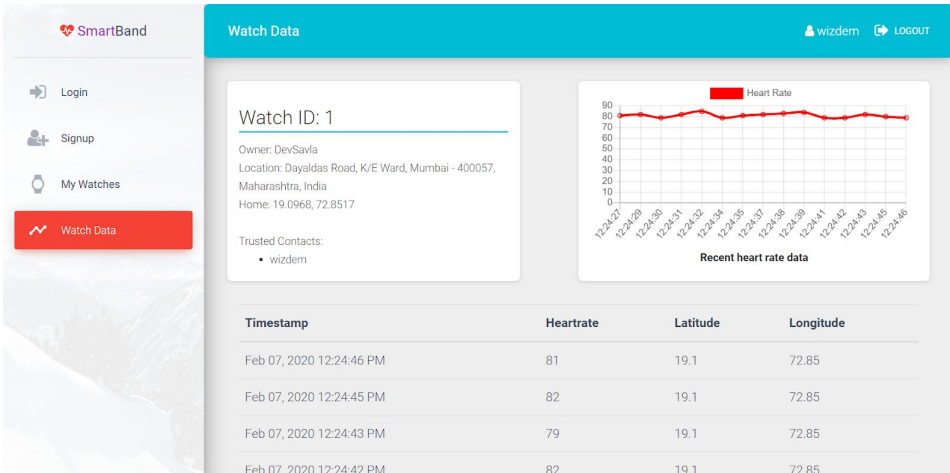 SmartBand
Login
Signup
My Watches
Watch Data
Watch Data
wizdem
LOGOUT
Watch ID: 1
Owner: DevSavla
Location: Dayaldas Road, K/E Ward, Mumbai - 400057,
Maharashtra, India
Home: 19.0968, 72.8517
Trusted Contacts:
• wizdem
Heart Rate
90
80
70
60
50
40
30
20
10
0
12:24:27
12:24:29
12:24:30
12:24:31
12:24:32
12:24:34
12:24:35
12:24:37
12:24:38
12:24:39
12:24:41
12:24:42
12:24:43
12:24:45
12:24:46
Recent heart rate data
Timestamp Heartrate Latitude Longitude
Feb 07, 2020 12:24:46 PM 81 19.1 72.85
Feb 07, 2020 12:24:45 PM 82 19.1 72.85
Feb 07, 2020 12:24:43 PM 79 19.1 72.85
Feb 07, 2020 12:24:42 PM 82 19.1 72.85